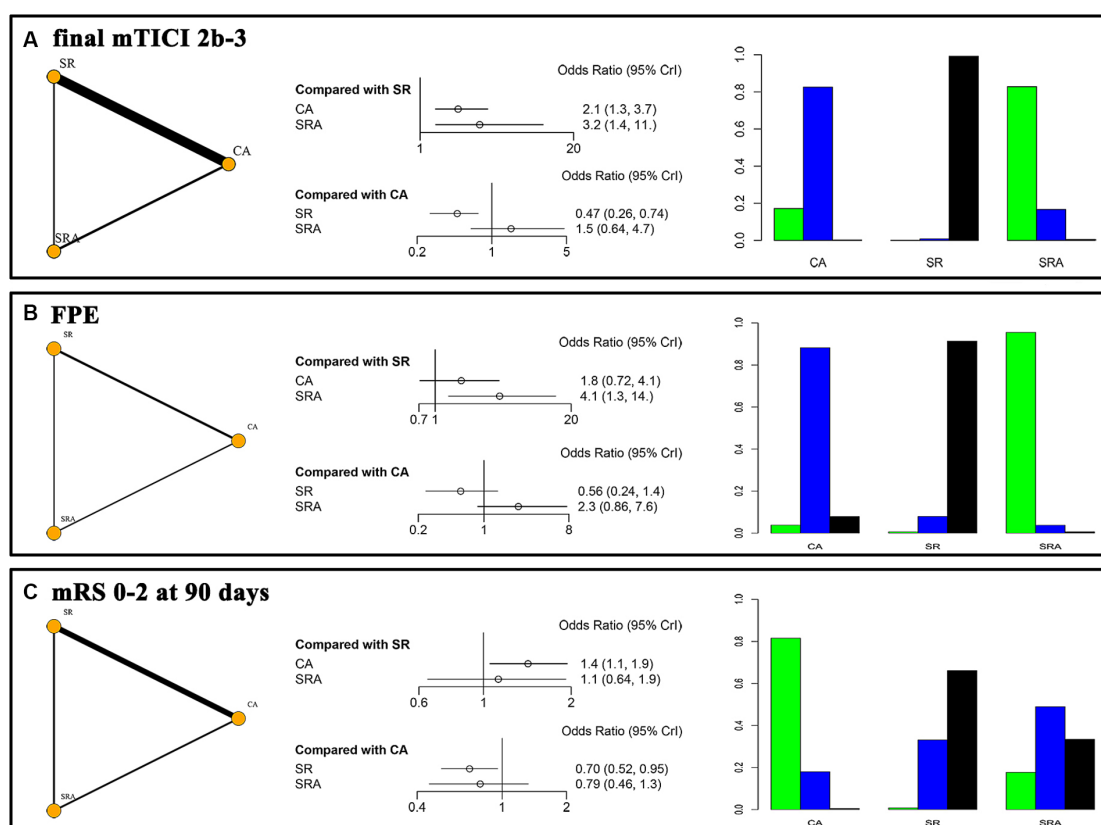 A final mTICI 2b-3
SR
CA
SRA
Odds Ratio (95% CrI)
Compared with SR
CA 2.1 (1.3, 3.7)
SRA 3.2 (1.4, 11.)
1 20
Odds Ratio (95% CrI)
Compared with CA
SR 0.47 (0.26, 0.74)
SRA 1.5 (0.64, 4.7)
0.2 1 5
1.0
0.8
0.6
0.4
0.2
0.0
CA SR SRA
B FPE
SR
CA
SRA
Odds Ratio (95% CrI)
Compared with SR
CA 1.8 (0.72, 4.1)
SRA 4.1 (1.3, 14.)
0.7 1 20
Odds Ratio (95% CrI)
Compared with CA
SR 0.56 (0.24, 1.4)
SRA 2.3 (0.86, 7.6)
0.2 1 8
1.0
0.8
0.6
0.4
0.2
0.0
CA SR SRA
C mRS 0-2 at 90 days
SR
CA
SRA
Odds Ratio (95% CrI)
Compared with SR
CA 1.4 (1.1, 1.9)
SRA 1.1 (0.64, 1.9)
0.6 1 2
Odds Ratio (95% CrI)
Compared with CA
SR 0.70 (0.52, 0.95)
SRA 0.79 (0.46, 1.3)
0.4 1 2
1.0
0.8
0.6
0.4
0.2
0.0
CA SR SRA